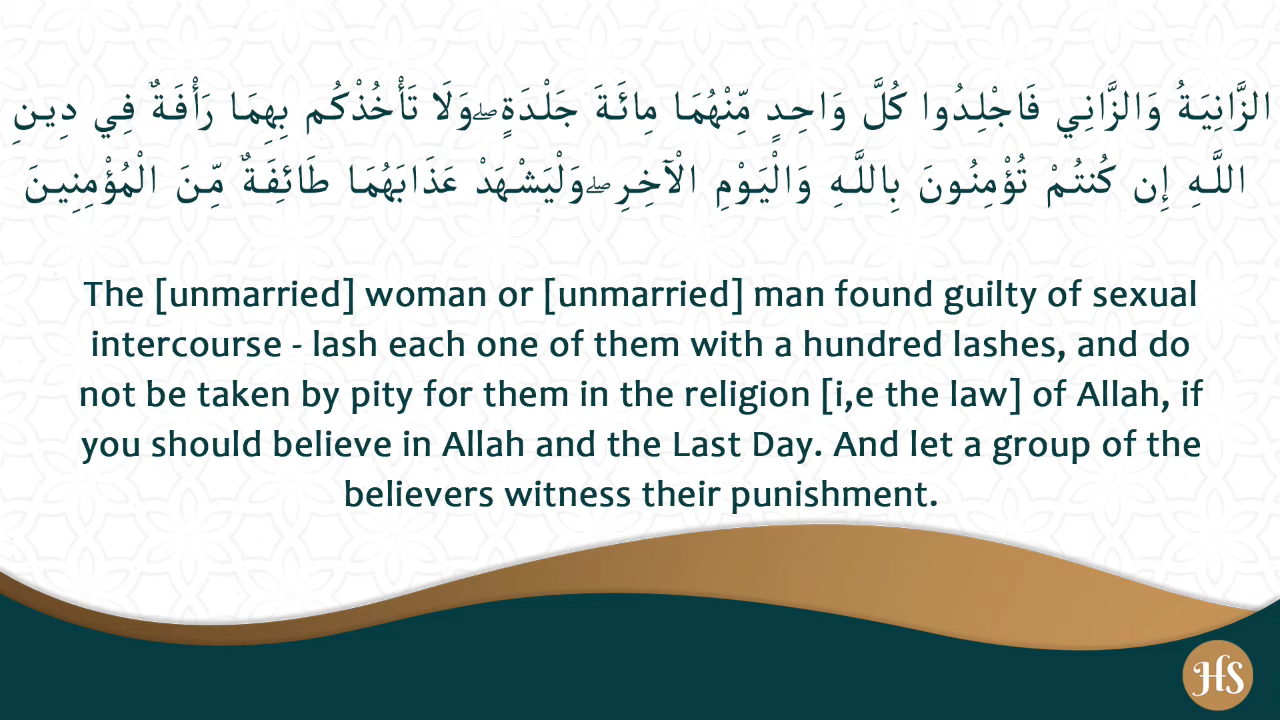 الزَّانِيَةُ وَالزَّانِي فَاجْلِدُوا كُلَّ وَاحِدٍ مِّنْهُمَا مِائَةَ جَلْدَةٍ ۖ وَلَا تَأْخُذْكُم بِهِمَا رَأْفَةٌ فِي دِينِ
اللَّهِ إِن كُنتُمْ تُؤْمِنُونَ بِاللَّهِ وَالْيَوْمِ الْآخِرِ ۖ وَلْيَشْهَدْ عَذَابَهُمَا طَائِفَةٌ مِّنَ الْمُؤْمِنِينَ
The [unmarried] woman or [unmarried] man found guilty of sexual
intercourse - lash each one of them with a hundred lashes, and do
not be taken by pity for them in the religion [i,e the law] of Allah, if
you should believe in Allah and the Last Day. And let a group of the
believers witness their punishment.
HS